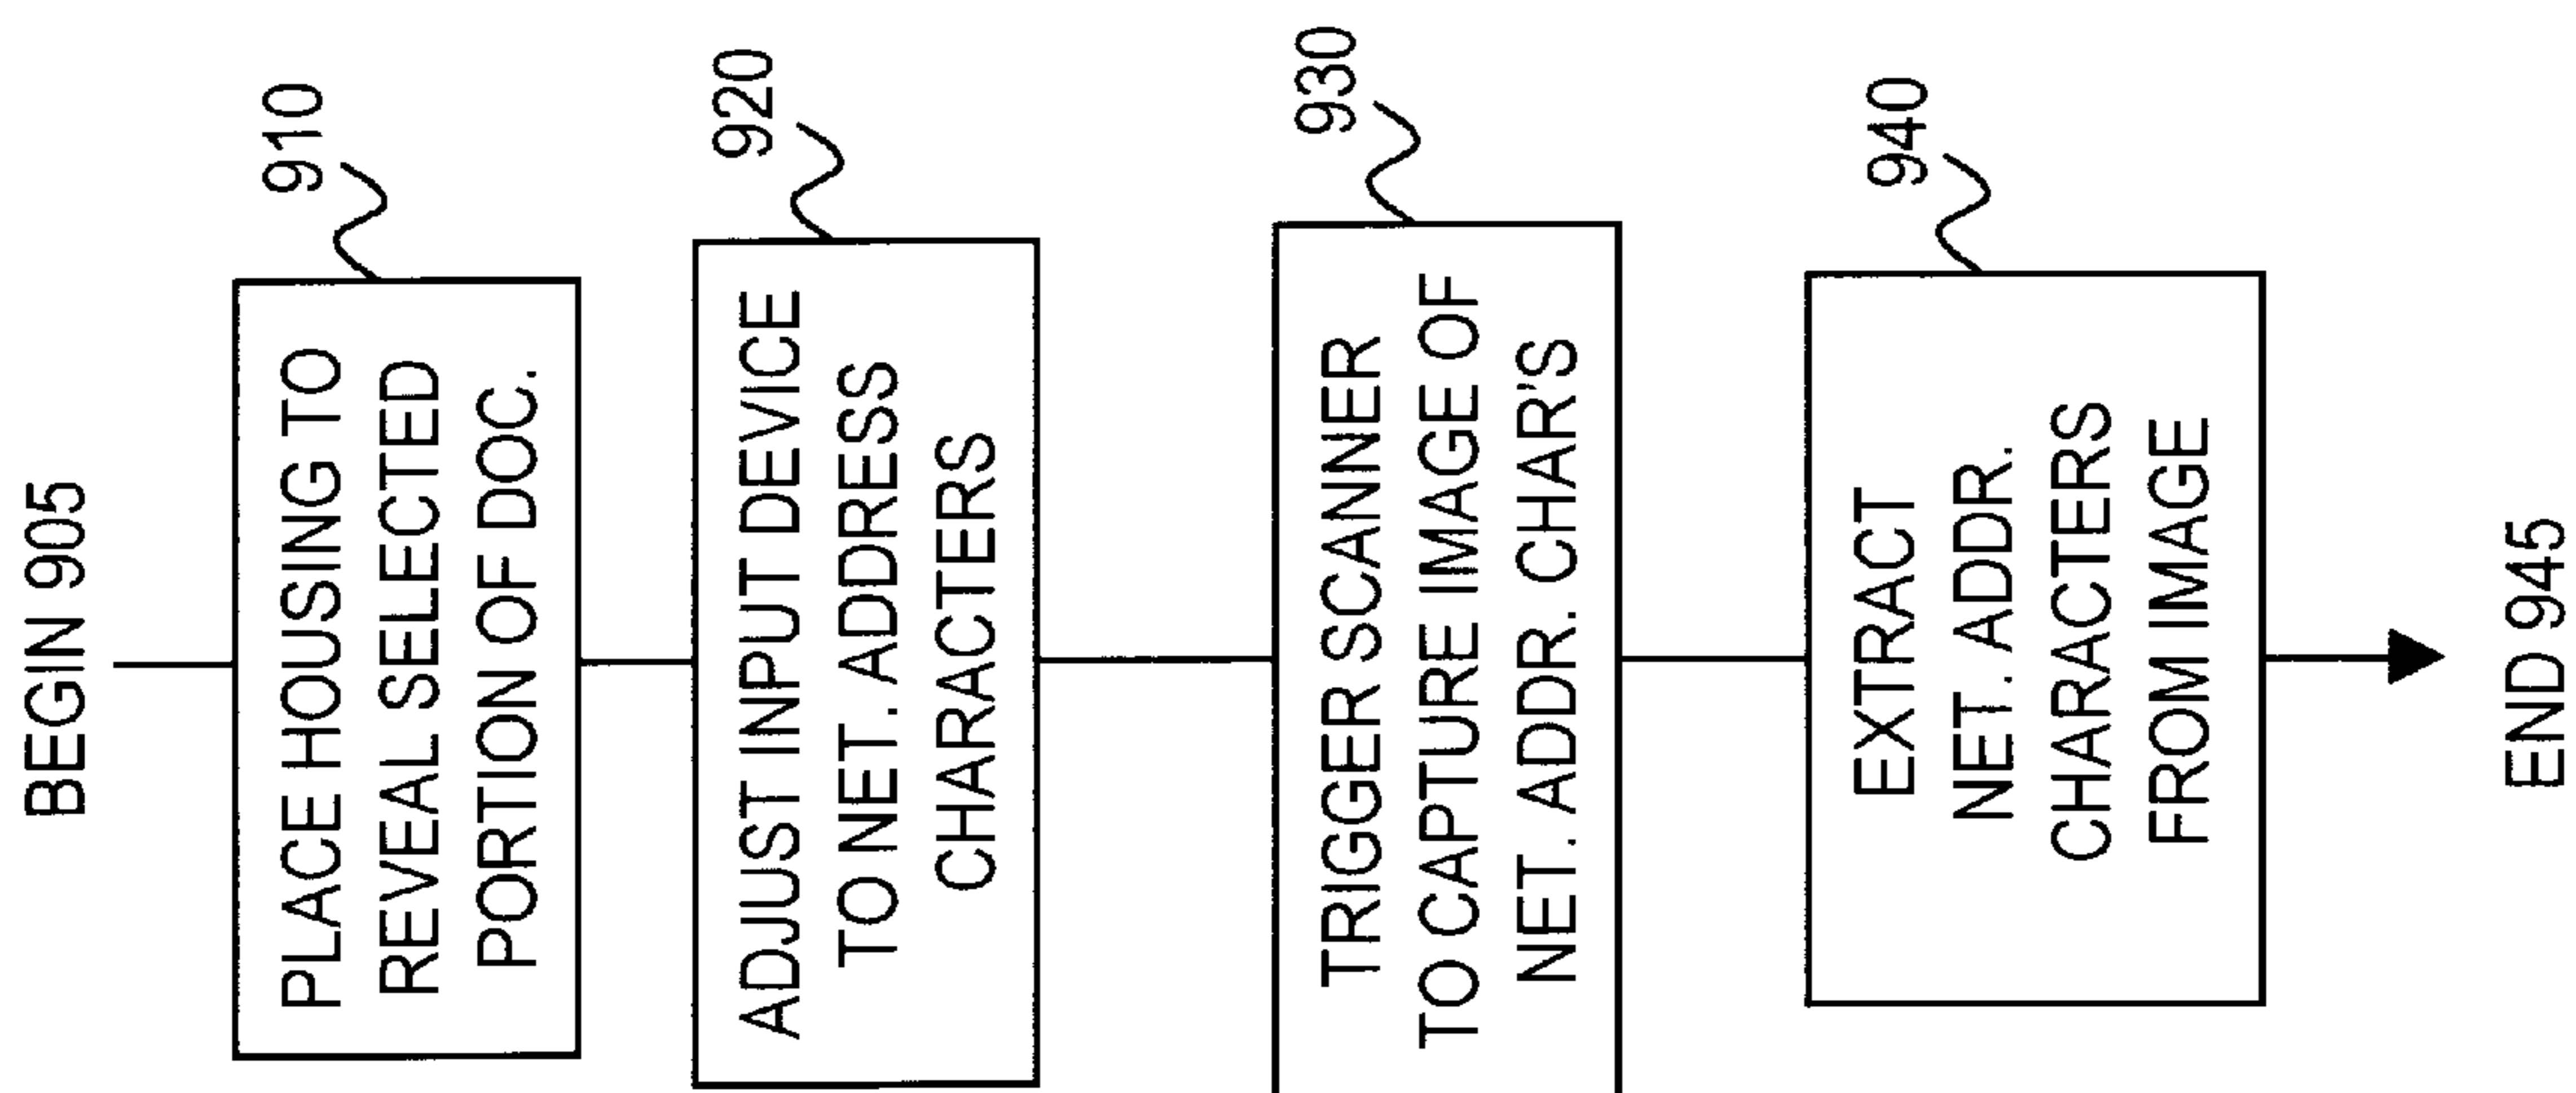 BEGIN 905
910
PLACE HOUSING TO
REVEAL SELECTED
PORTION OF DOC.
920
ADJUST INPUT DEVICE
TO NET. ADDRESS
CHARACTERS
930
TRIGGER SCANNER
TO CAPTURE IMAGE OF
NET. ADDR. CHAR'S
940
EXTRACT
NET. ADDR.
CHARACTERS
FROM IMAGE
END 945